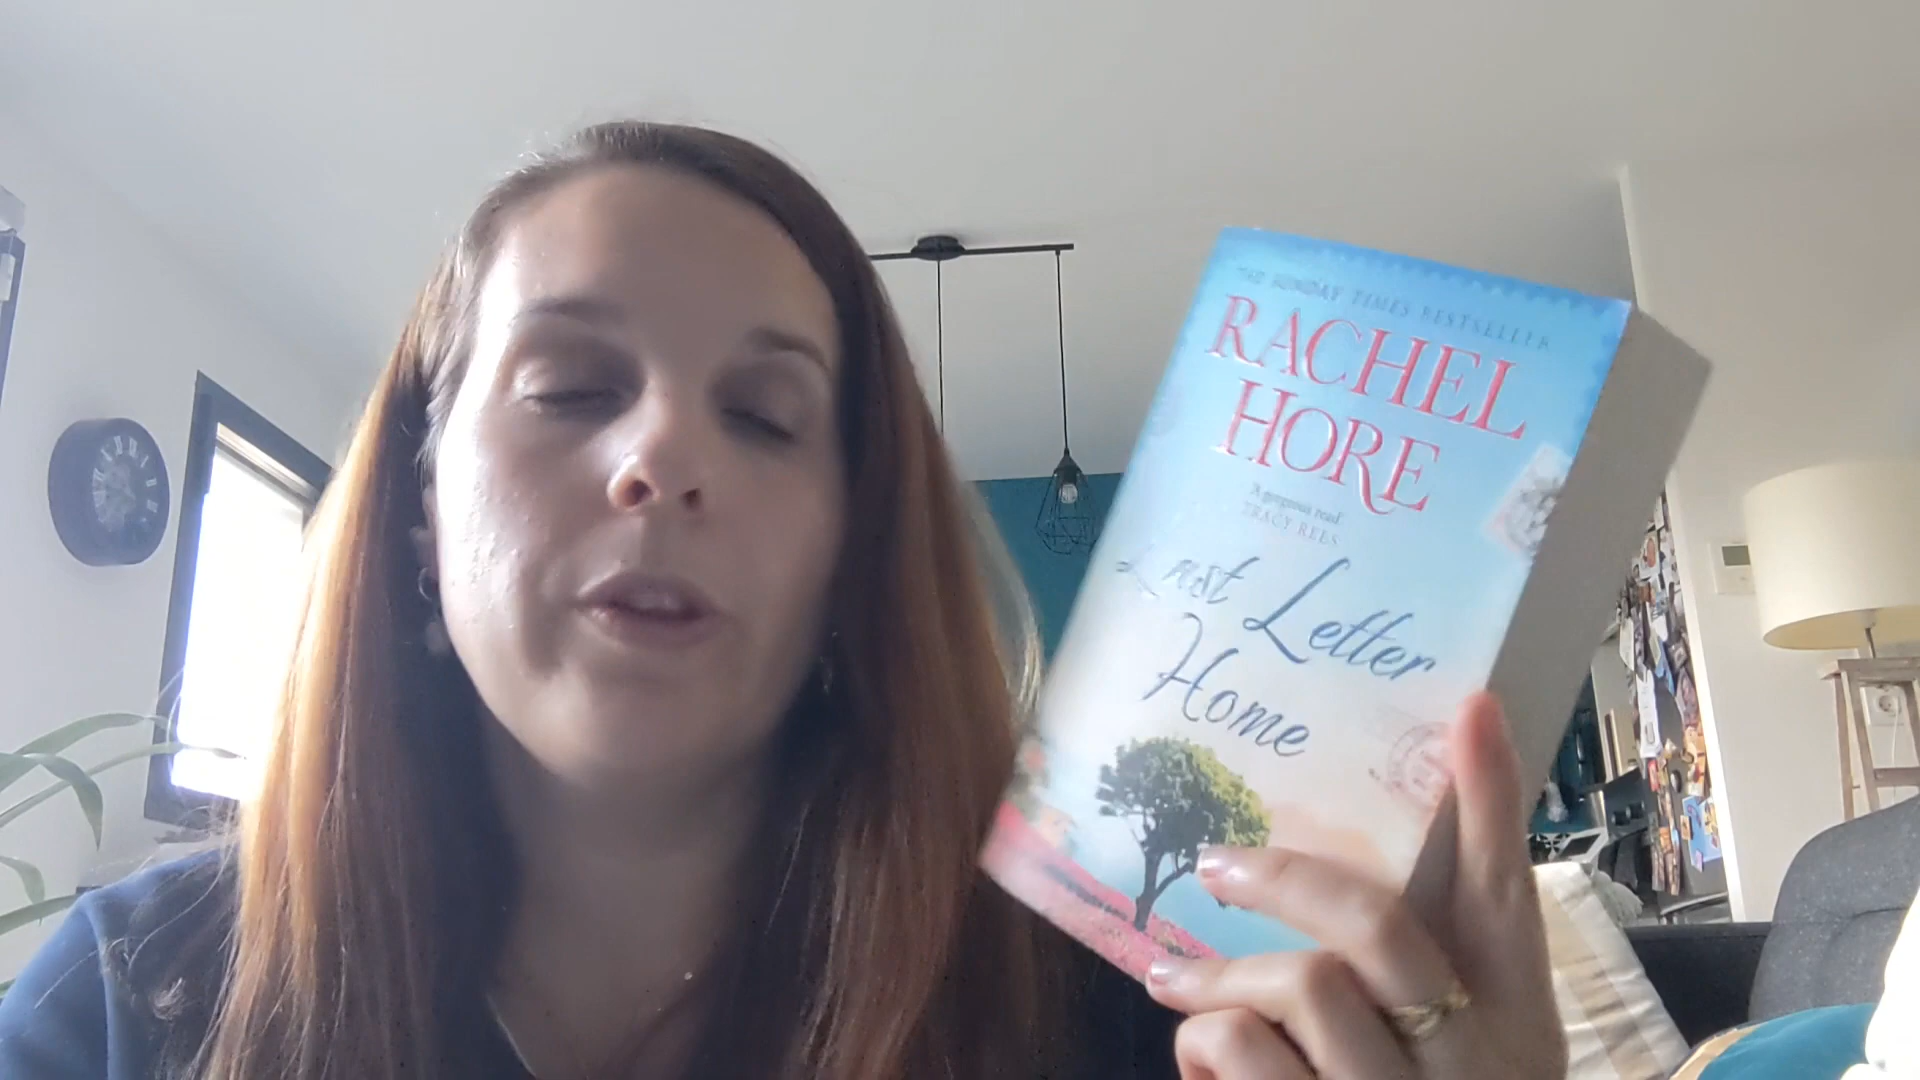 THE SUNDAY TIMES BESTSELLER
RACHEL
HORE
'A gorgeous read'
TRACY REES
Last Letter
Home